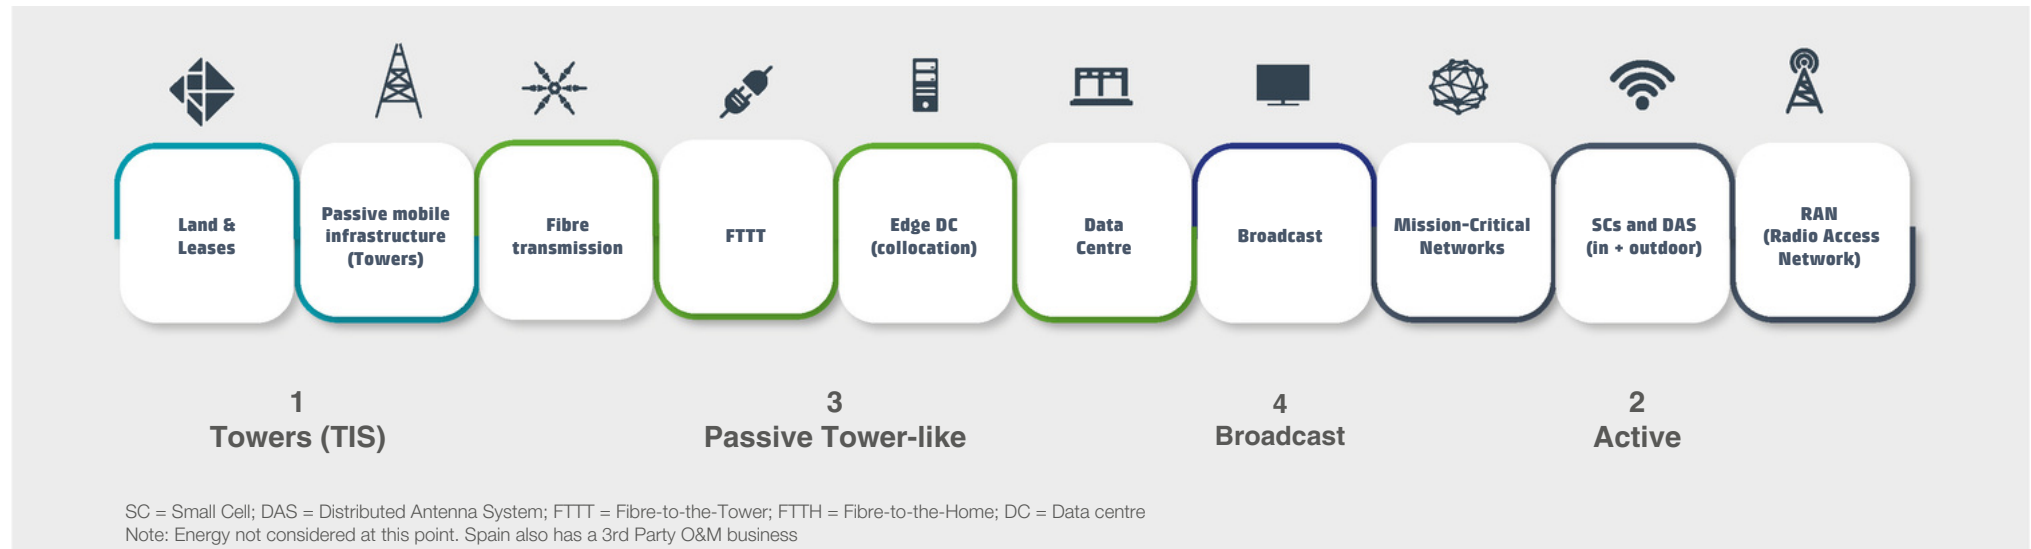 Land &
Leases
Passive mobile
infrastructure
(Towers)
Fibre
transmission
FTTT
Edge DC
(collocation)
Data
Centre
Broadcast
Mission-Critical
Networks
SCs and DAS
(in + outdoor)
RAN
(Radio Access
Network)
1
Towers (TIS)
3
Passive Tower-like
4
Broadcast
2
Active
SC = Small Cell; DAS = Distributed Antenna System; FTTT = Fibre-to-the-Tower; FTTH = Fibre-to-the-Home; DC = Data centre
Note: Energy not considered at this point. Spain also has a 3rd Party O&M business